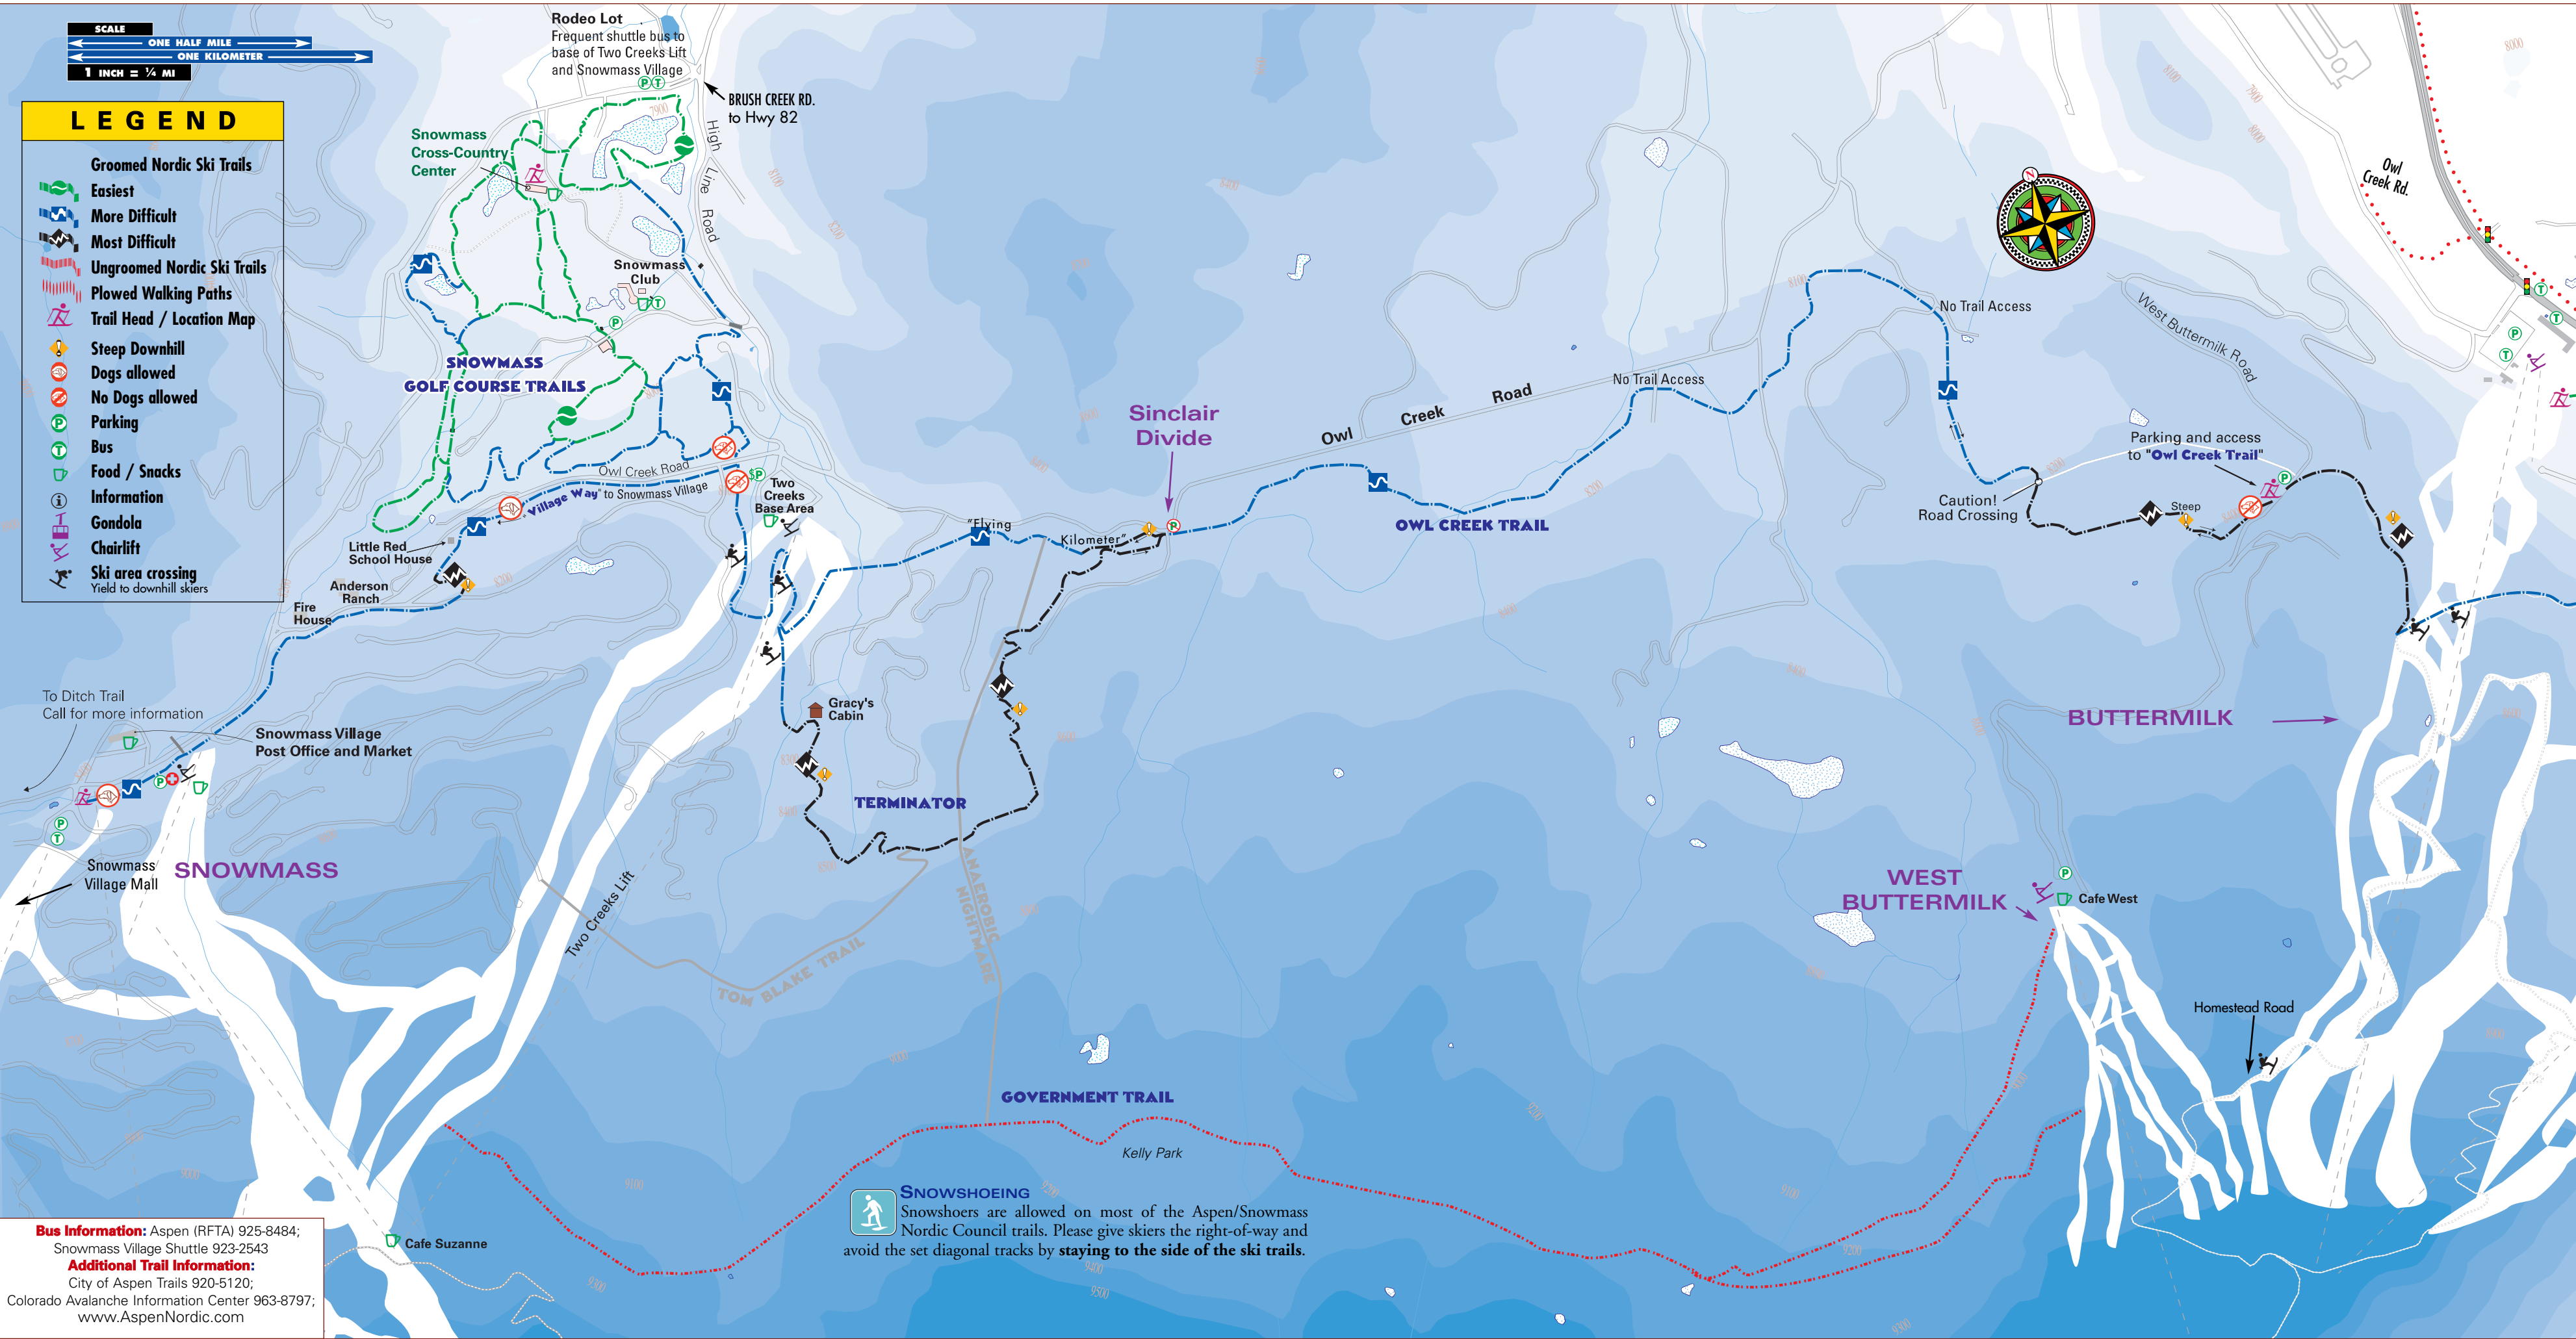 SCALE
ONE HALF MILE
ONE KILOMETER
1 INCH = ¼ MI
LEGEND
Groomed Nordic Ski Trails
Easiest
More Difficult
Most Difficult
Ungroomed Nordic Ski Trails
Plowed Walking Paths
Trail Head / Location Map
Steep Downhill
Dogs allowed
No Dogs allowed
Parking
Bus
Food / Snacks
Information
Gondola
Chairlift
Ski area crossing
Yield to downhill skiers
Rodeo Lot
Frequent shuttle bus to
base of Two Creeks Lift
and Snowmass Village
BRUSH CREEK RD.
to Hwy 82
High Line Road
Snowmass
Cross-Country
Center
Snowmass
Club
SNOWMASS
GOLF COURSE TRAILS
Owl Creek Road
"Village Way" to Snowmass Village
Two
Creeks
Base Area
Little Red
School House
Anderson
Ranch
Fire
House
To Ditch Trail
Call for more information
Snowmass Village
Post Office and Market
Snowmass
Village Mall
SNOWMASS
Gracy's
Cabin
TERMINATOR
Two Creeks Lift
TOM BLAKE TRAIL
ANAEROBIC
NIGHTMARE
"Flying
Kilometer"
Sinclair
Divide
Owl Creek Road
OWL CREEK TRAIL
No Trail Access
No Trail Access
N
Owl
Creek Rd.
West Buttermilk Road
Parking and access
to "Owl Creek Trail"
Caution!
Road Crossing
Steep
BUTTERMILK
WEST
BUTTERMILK
Cafe West
Homestead Road
GOVERNMENT TRAIL
Kelly Park
SNOWSHOEING
Snowshoers are allowed on most of the Aspen/Snowmass
Nordic Council trails. Please give skiers the right-of-way and
avoid the set diagonal tracks by staying to the side of the ski trails.
Cafe Suzanne
Bus Information: Aspen (RFTA) 925-8484;
Snowmass Village Shuttle 923-2543
Additional Trail Information:
City of Aspen Trails 920-5120;
Colorado Avalanche Information Center 963-8797;
www.AspenNordic.com